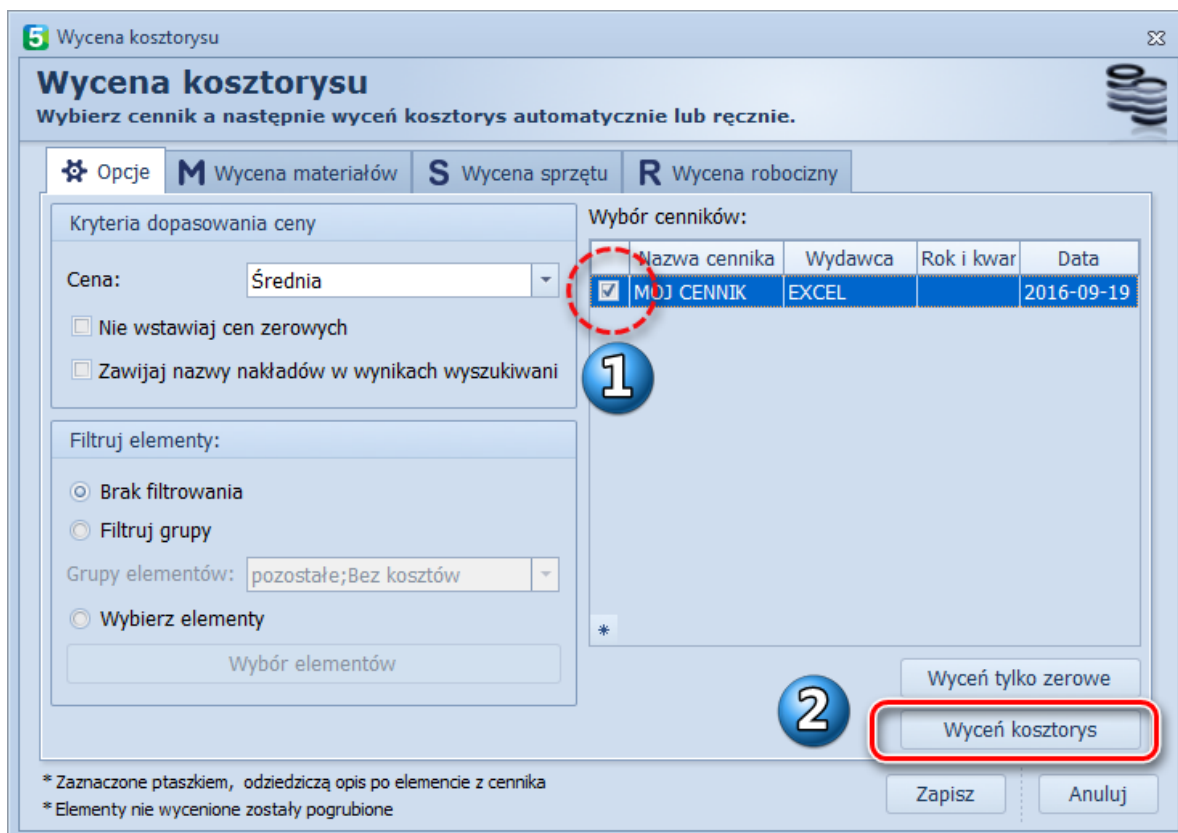 5 Wycena kosztorysu
Wycena kosztorysu
Wybierz cennik a następnie wyceń kosztorys automatycznie lub ręcznie.
Opcje
M Wycena materiałów
S Wycena sprzętu
R Wycena robocizny
Kryteria dopasowania ceny
Cena: Średnia
Nie wstawiaj cen zerowych
Zawijaj nazwy nakładów w wynikach wyszukiwani
Filtruj elementy:
Brak filtrowania
Filtruj grupy
Grupy elementów: pozostałe;Bez kosztów
Wybierz elementy
Wybór elementów
Wybór cenników:
Nazwa cennika Wydawca Rok i kwar Data
MÓJ CENNIK EXCEL 2016-09-19
1
*
Wyceń tylko zerowe
2
Wyceń kosztorys
* Zaznaczone ptaszkiem, odziedziczą opis po elemencie z cennika
* Elementy nie wycenione zostały pogrubione
Zapisz Anuluj